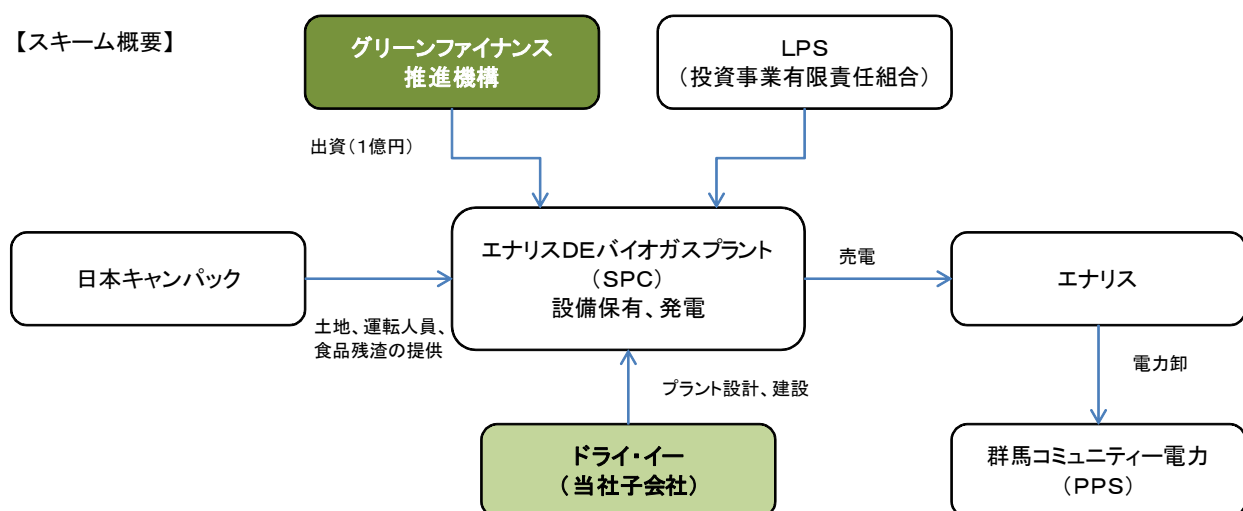 【スキーム概要】
グリーンファイナンス
推進機構
LPS
(投資事業有限責任組合)
出資(1億円)
日本キャンパック
土地、運転人員、
食品残渣の提供
エナリスDEバイオガスプラント
(SPC)
設備保有、発電
売電
エナリス
電力卸
プラント設計、建設
ドライ・イー
(当社子会社)
群馬コミュニティー電力
(PPS)